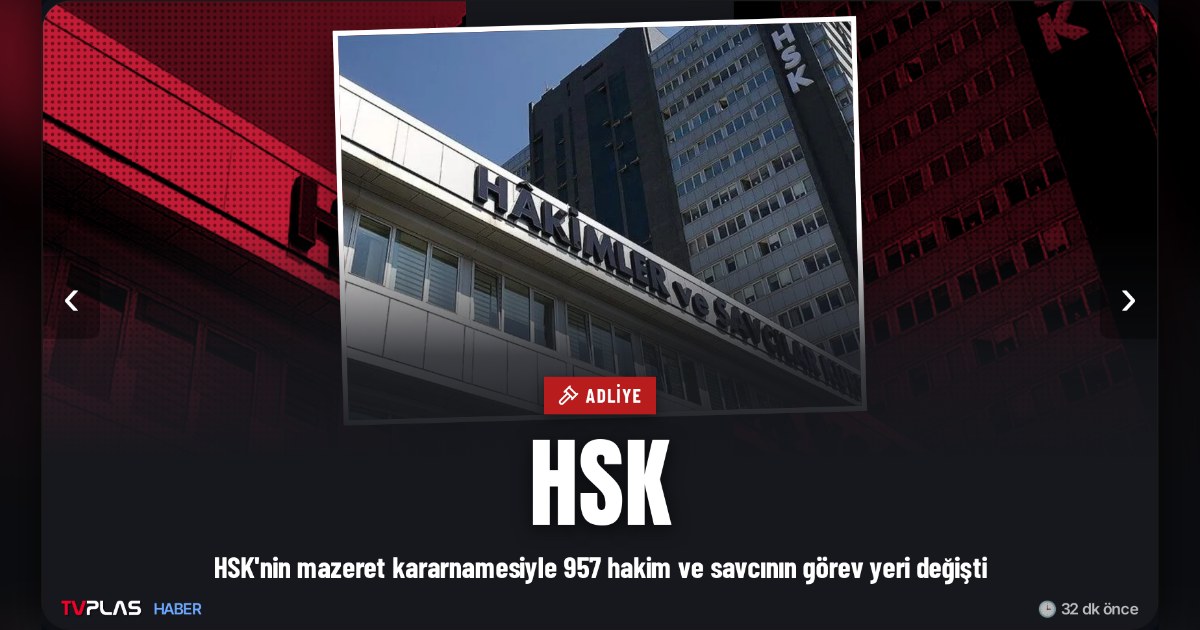 HSK
K
H
HÂKİMLER ve SAVCILAR
ADLİYE
HSK
HSK'nin mazeret kararnamesiyle 957 hakim ve savcının görev yeri değişti
TVPLAS HABER
32 dk önce